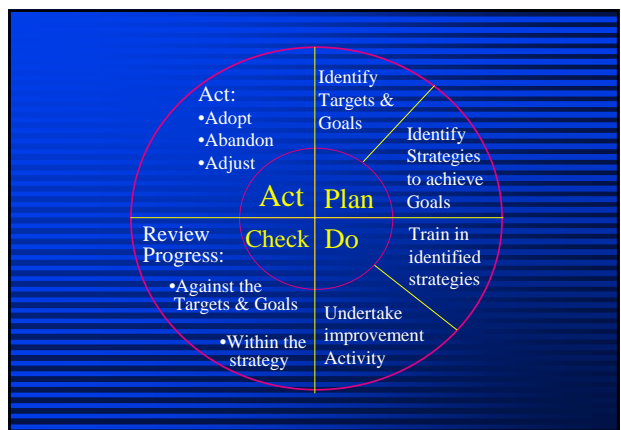 Act:
•Adopt
•Abandon
•Adjust
Identify
Targets &
Goals
Identify
Strategies
to achieve
Goals
Act
Plan
Check
Do
Review
Progress:
•Against the
Targets & Goals
•Within the
strategy
Train in
identified
strategies
Undertake
improvement
Activity